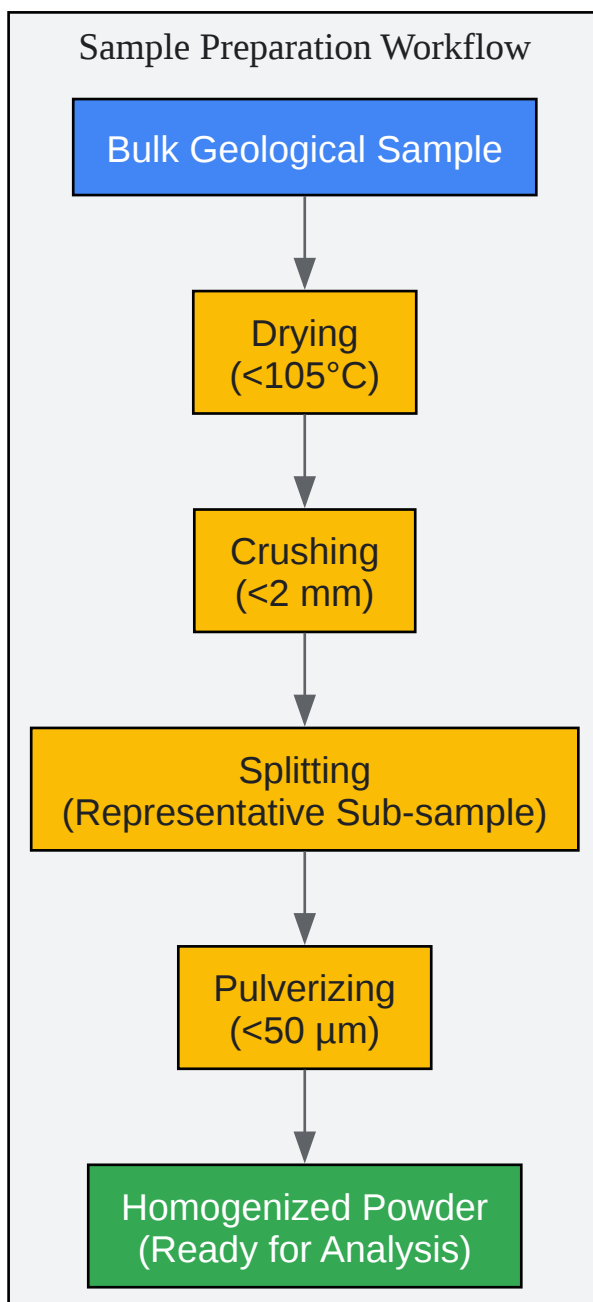 Sample Preparation Workflow
Bulk Geological Sample
Drying
(<105°C)
Crushing
(<2 mm)
Splitting
(Representative Sub-sample)
Pulverizing
(<50 µm)
Homogenized Powder
(Ready for Analysis)